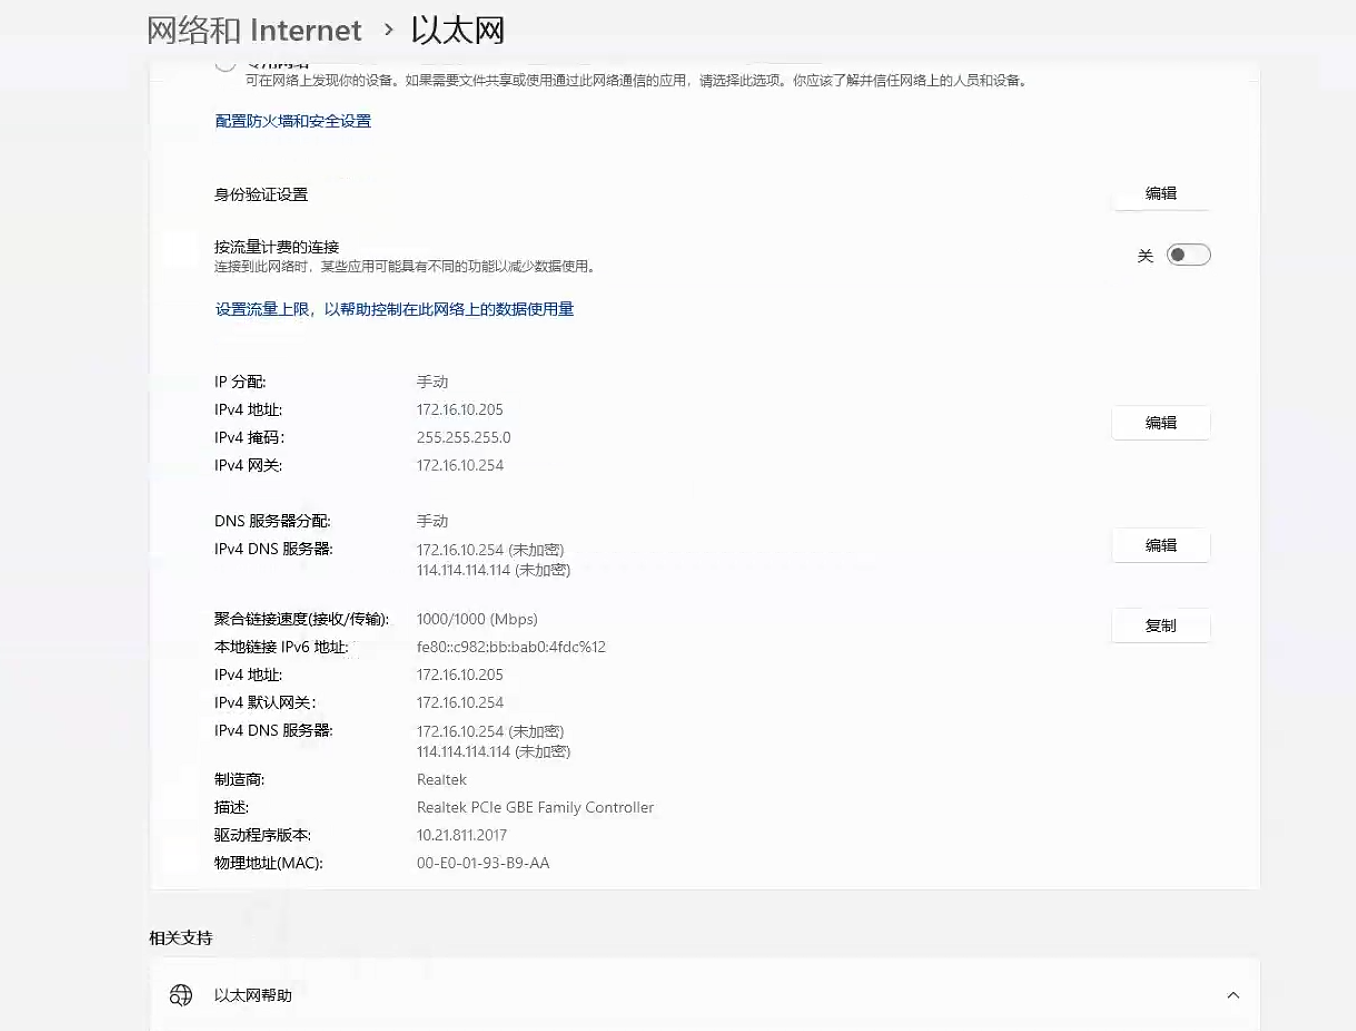 网络和 Internet › 以太网
专用网络
可在网络上发现你的设备。如果需要文件共享或使用通过此网络通信的应用，请选择此选项。你应该了解并信任网络上的人员和设备。
配置防火墙和安全设置
身份验证设置 编辑
按流量计费的连接
连接到此网络时，某些应用可能具有不同的功能以减少数据使用。
关
设置流量上限，以帮助控制在此网络上的数据使用量
IP 分配: 手动
IPv4 地址: 172.16.10.205
IPv4 掩码: 255.255.255.0
IPv4 网关: 172.16.10.254
编辑
DNS 服务器分配: 手动
IPv4 DNS 服务器: 172.16.10.254 (未加密)
114.114.114.114 (未加密)
编辑
聚合链接速度(接收/传输): 1000/1000 (Mbps)
复制
本地链接 IPv6 地址: fe80::c982:bb:bab0:4fdc%12
IPv4 地址: 172.16.10.205
IPv4 默认网关: 172.16.10.254
IPv4 DNS 服务器: 172.16.10.254 (未加密)
114.114.114.114 (未加密)
制造商: Realtek
描述: Realtek PCIe GBE Family Controller
驱动程序版本: 10.21.811.2017
物理地址(MAC): 00-E0-01-93-B9-AA
相关支持
以太网帮助